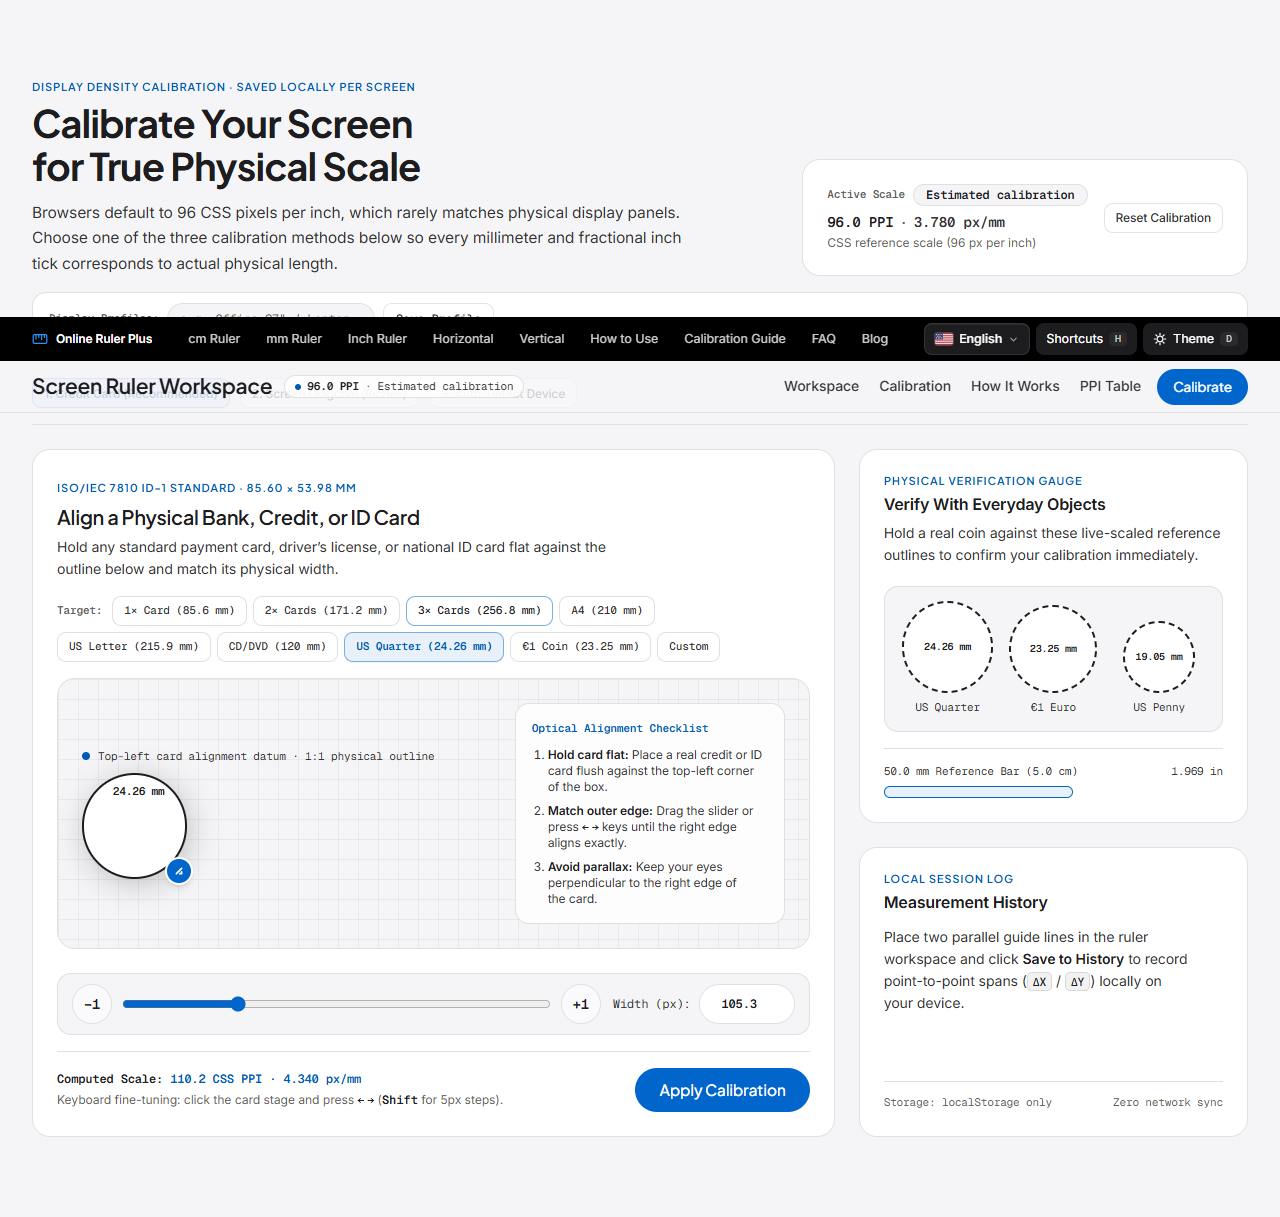 DISPLAY DENSITY CALIBRATION · SAVED LOCALLY PER SCREEN
Calibrate Your Screen
for True Physical Scale
Browsers default to 96 CSS pixels per inch, which rarely matches physical display panels.
Choose one of the three calibration methods below so every millimeter and fractional inch
tick corresponds to actual physical length.
Active Scale Estimated calibration
96.0 PPI · 3.780 px/mm
CSS reference scale (96 px per inch)
Reset Calibration
Online Ruler Plus cm Ruler mm Ruler Inch Ruler Horizontal Vertical How to Use Calibration Guide FAQ Blog English Shortcuts H Theme D
Screen Ruler Workspace 96.0 PPI · Estimated calibration Workspace Calibration How It Works PPI Table Calibrate
ISO/IEC 7810 ID-1 STANDARD · 85.60 × 53.98 MM
Align a Physical Bank, Credit, or ID Card
Hold any standard payment card, driver's license, or national ID card flat against the
outline below and match its physical width.
Target: 1× Card (85.6 mm) 2× Cards (171.2 mm) 3× Cards (256.8 mm) A4 (210 mm)
US Letter (215.9 mm) CD/DVD (120 mm) US Quarter (24.26 mm) €1 Coin (23.25 mm) Custom
Top-left card alignment datum · 1:1 physical outline
24.26 mm
Optical Alignment Checklist
1. Hold card flat: Place a real credit or ID
card flush against the top-left corner
of the box.
2. Match outer edge: Drag the slider or
press ←→ keys until the right edge
aligns exactly.
3. Avoid parallax: Keep your eyes
perpendicular to the right edge of
the card.
−1 +1 Width (px): 105.3
Computed Scale: 110.2 CSS PPI · 4.340 px/mm
Keyboard fine-tuning: click the card stage and press ←→ (Shift for 5px steps).
Apply Calibration
PHYSICAL VERIFICATION GAUGE
Verify With Everyday Objects
Hold a real coin against these live-scaled reference
outlines to confirm your calibration immediately.
24.26 mm 23.25 mm 19.05 mm
US Quarter €1 Euro US Penny
50.0 mm Reference Bar (5.0 cm) 1.969 in
LOCAL SESSION LOG
Measurement History
Place two parallel guide lines in the ruler
workspace and click Save to History to record
point-to-point spans (ΔX / ΔY) locally on
your device.
Storage: localStorage only Zero network sync